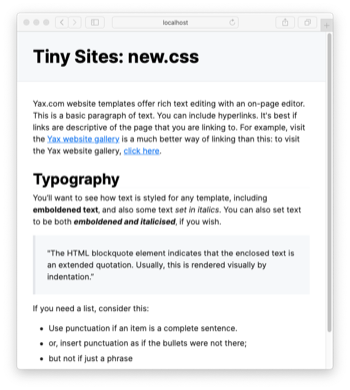 localhost
Tiny Sites: new.css
Yax.com website templates offer rich text editing with an on-page editor.
This is a basic paragraph of text. You can include hyperlinks. It's best if
links are descriptive of the page that you are linking to. For example, visit
the Yax website gallery is a much better way of linking than this: to visit
the Yax website gallery, click here.
Typography
You'll want to see how text is styled for any template, including
emboldened text, and also some text set in italics. You can also set text
to be both emboldened and italicised, if you wish.
"The HTML blockquote element indicates that the enclosed text is
an extended quotation. Usually, this is rendered visually by
indentation."
If you need a list, consider this:
• Use punctuation if an item is a complete sentence.
• or, insert punctuation as if the bullets were not there;
• but not if just a phrase